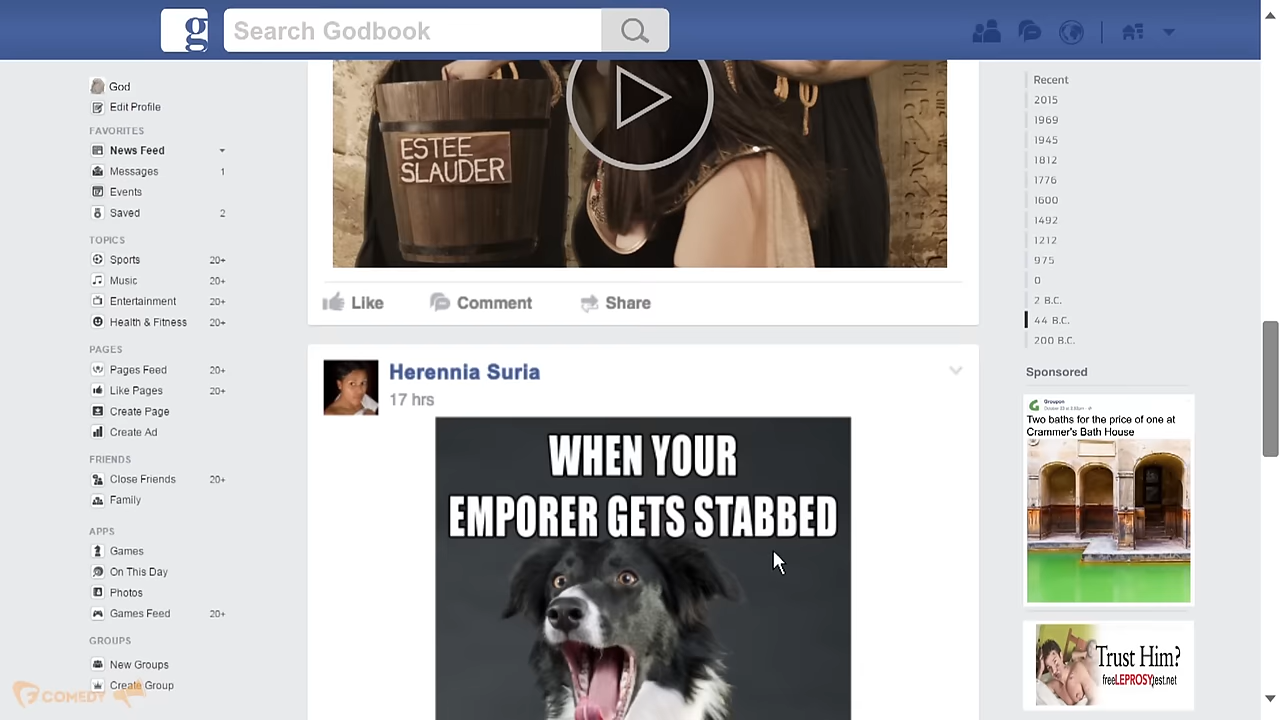 g
Search Godbook
God
Edit Profile
FAVORITES
News Feed
Messages 1
Events
Saved 2
TOPICS
Sports 20+
Music 20+
Entertainment 20+
Health & Fitness 20+
PAGES
Pages Feed 20+
Like Pages 20+
Create Page
Create Ad
FRIENDS
Close Friends 20+
Family
APPS
Games
On This Day
Photos
Games Feed 20+
GROUPS
New Groups
Create Group
COMEDY
ESTEE
SLAUDER
Like Comment Share
Herennia Suria
17 hrs
WHEN YOUR
EMPORER GETS STABBED
Recent
2015
1969
1945
1812
1776
1600
1492
1212
975
0
2 B.C.
44 B.C.
200 B.C.
Sponsored
Groupon
Two baths for the price of one at
Crammer's Bath House
Trust Him?
freeLEPROSYtest.net